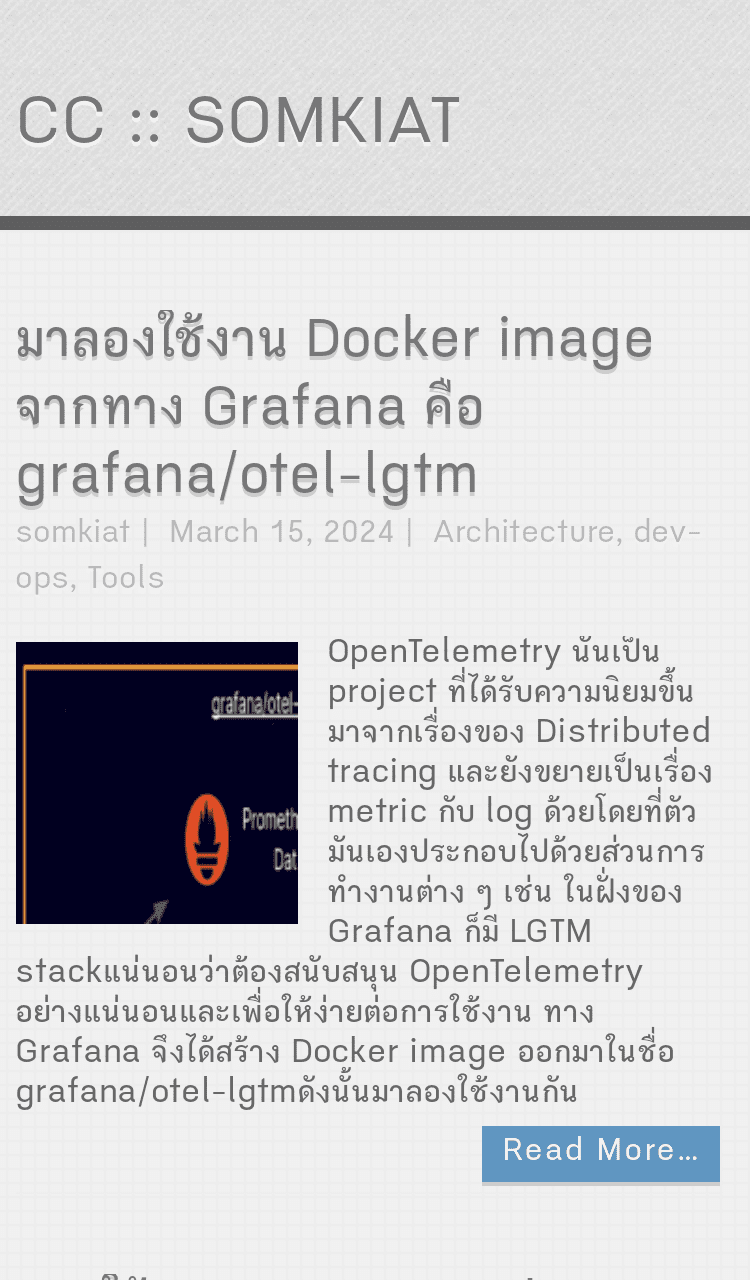 CC :: SOMKIAT
มาลองใช้งาน Docker image
จากทาง Grafana คือ
grafana/otel-lgtm
somkiat | March 15, 2024 | Architecture, dev-
ops, Tools
grafana/otel-
Prometh
Dat
OpenTelemetry นั้นเป็น
project ที่ได้รับความนิยมขึ้น
มาจากเรื่องของ Distributed
tracing และยังขยายเป็นเรื่อง
metric กับ log ด้วยโดยที่ตัว
มันเองประกอบไปด้วยส่วนการ
ทำงานต่าง ๆ เช่น ในฝั่งของ
Grafana ก็มี LGTM
stackแน่นอนว่าต้องสนับสนุน OpenTelemetry
อย่างแน่นอนและเพื่อให้ง่ายต่อการใช้งาน ทาง
Grafana จึงได้สร้าง Docker image ออกมาในชื่อ
grafana/otel-lgtmดังนั้นมาลองใช้งานกัน
Read More...